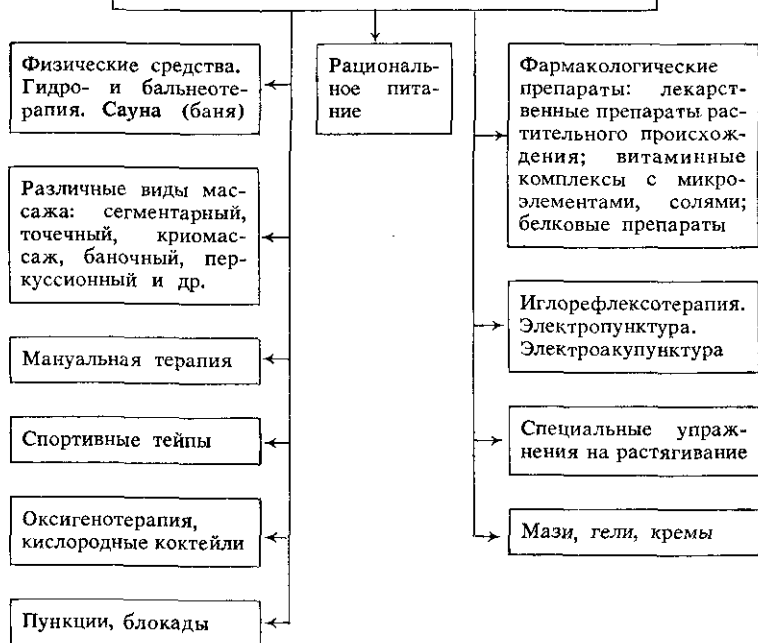 Физические средства.
Гидро- и бальнеоте-
рапия. Сауна (баня)
Различные виды мас-
сажа: сегментарный,
точечный, криомас-
саж, баночный, пер-
куссионный и др.
Мануальная терапия
Спортивные тейпы
Оксигенотерапия,
кислородные коктейли
Пункции, блокады
Рациональ-
ное пита-
ние
Фармакологические
препараты: лекарст-
венные препараты рас-
тительного происхож-
дения; витаминные
комплексы с микро-
элементами, солями;
белковые препараты
Иглорефлексотерапия.
Электропунктура.
Электроакупунктура
Специальные упраж-
нения на растягивание
Мази, гели, кремы